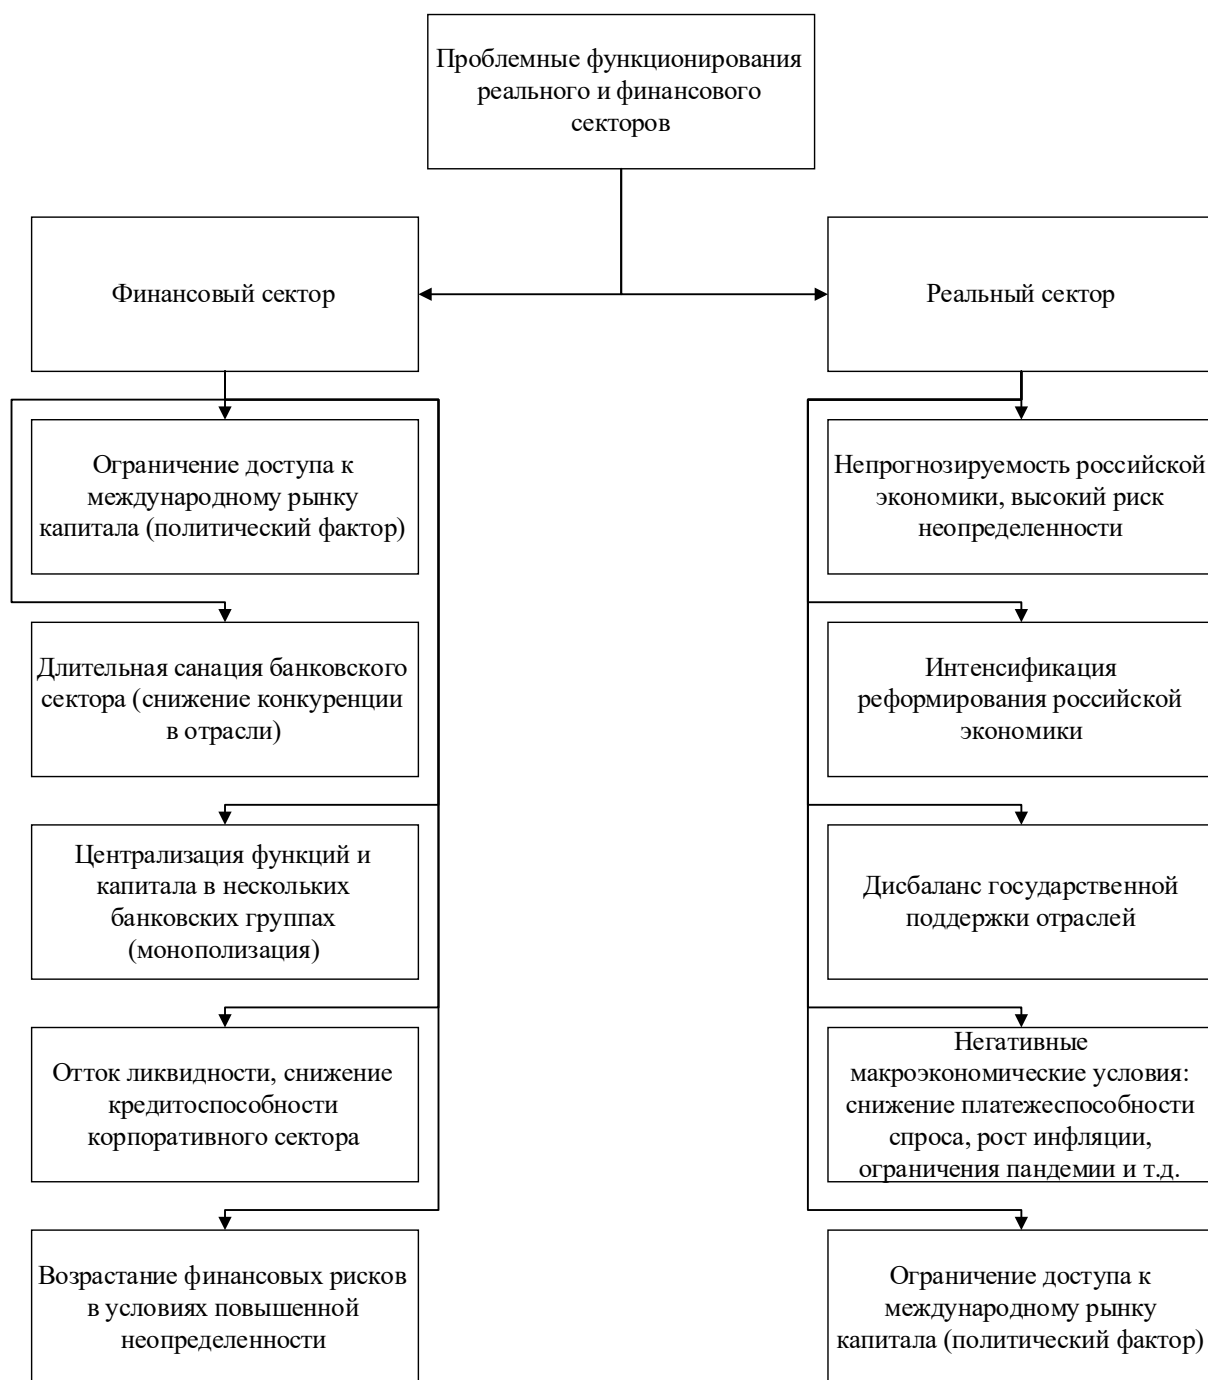 Проблемные функционирования
реального и финансового
секторов
Финансовый сектор
Реальный сектор
Ограничение доступа к
международному рынку
капитала (политический фактор)
Длительная санация банковского
сектора (снижение конкуренции
в отрасли)
Централизация функций и
капитала в нескольких
банковских группах
(монополизация)
Отток ликвидности, снижение
кредитоспособности
корпоративного сектора
Возрастание финансовых рисков
в условиях повышенной
неопределенности
Непрогнозируемость российской
экономики, высокий риск
неопределенности
Интенсификация
реформирования российской
экономики
Дисбаланс государственной
поддержки отраслей
Негативные
макроэкономические условия:
снижение платежеспособности
спроса, рост инфляции,
ограничения пандемии и т.д.
Ограничение доступа к
международному рынку
капитала (политический фактор)